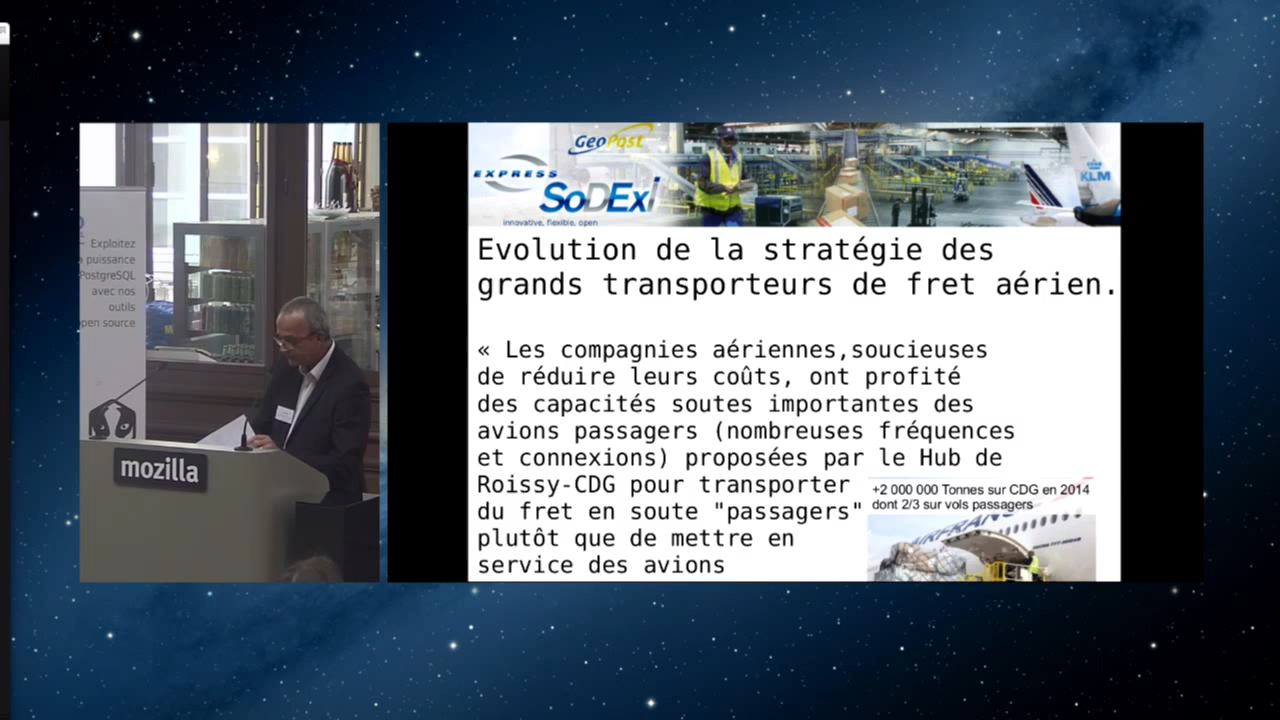 Exploitez
puissance
PostgreSQL
avec nos
outils
open source
mozilla
GeoPost
EXPRESS
SoDExi
innovative, flexible, open
KLM
Evolution de la stratégie des
grands transporteurs de fret aérien.
« Les compagnies aériennes,soucieuses
de réduire leurs coûts, ont profité
des capacités soutes importantes des
avions passagers (nombreuses fréquences
et connexions) proposées par le Hub de
Roissy-CDG pour transporter
du fret en soute "passagers"
plutôt que de mettre en
service des avions
+2 000 000 Tonnes sur CDG en 2014
dont 2/3 sur vols passagers
AIRFRANCE